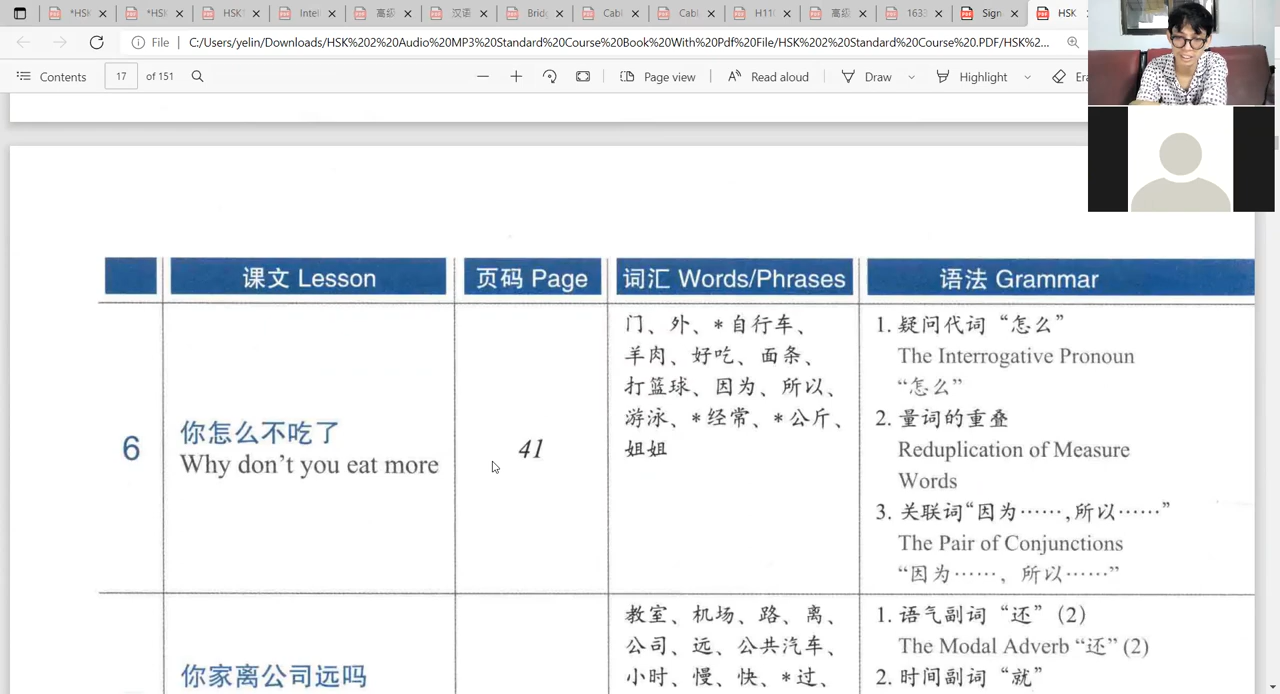 *HSK
*HSK
HSK
Intel
高级
汉语
Bridg
Cabl
Cabl
H110
高级
163
Sign
HSK
File
C:/Users/yelin/Downloads/HSK%202%20Audio%20MP3%20Standard%20Course%20Book%20With%20Pdf%20File/HSK%202%20Standard%20Course%20.PDF/HSK%2...
Contents 17 of 151 Page view Read aloud Draw Highlight Era
课文 Lesson
页码 Page
词汇 Words/Phrases
语法 Grammar
6
你怎么不吃了
Why don't you eat more
41
门、外、*自行车、
羊肉、好吃、面条、
打篮球、因为、所以、
游泳、*经常、*公斤、
姐姐
1. 疑问代词“怎么”
The Interrogative Pronoun
“怎么”
2. 量词的重叠
Reduplication of Measure
Words
3. 关联词“因为……,所以……”
The Pair of Conjunctions
“因为……，所以……”
你家离公司远吗
教室、机场、路、离、
公司、远、公共汽车、
小时、慢、快、*过、
1. 语气副词“还”(2)
The Modal Adverb “还” (2)
2. 时间副词“就”